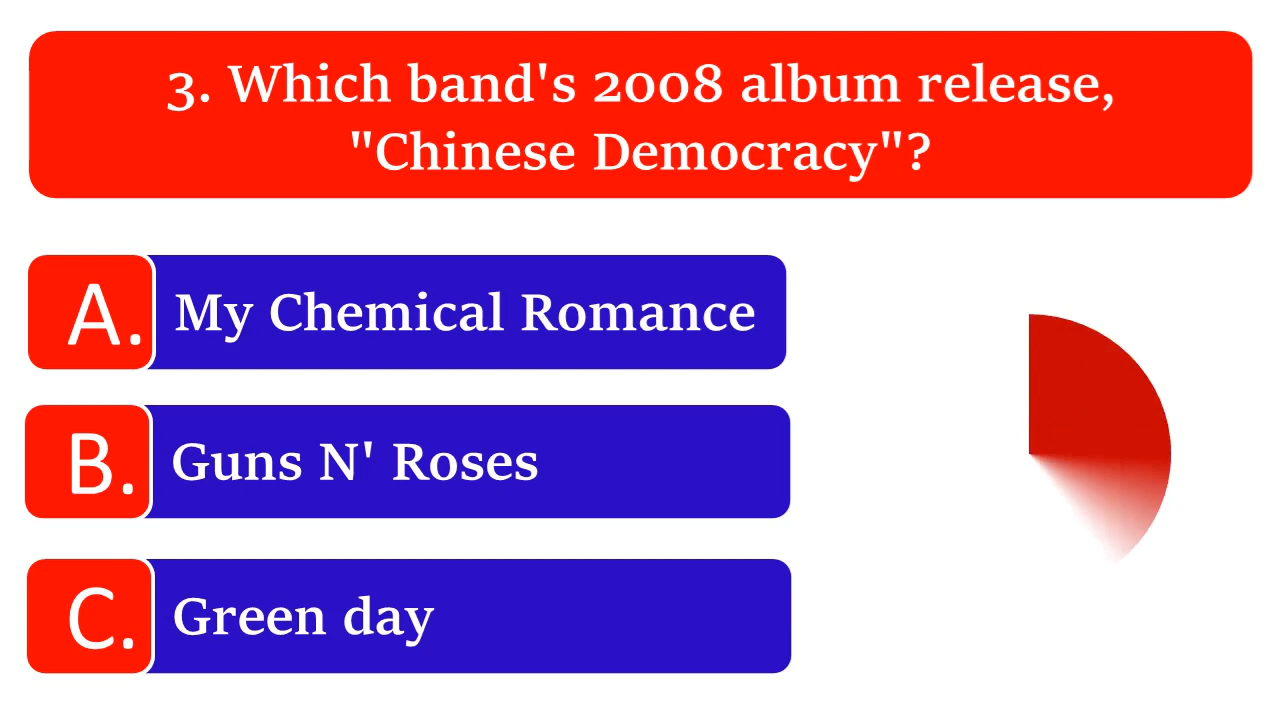 3. Which band's 2008 album release,
"Chinese Democracy"?
A. My Chemical Romance
B. Guns N' Roses
C. Green day